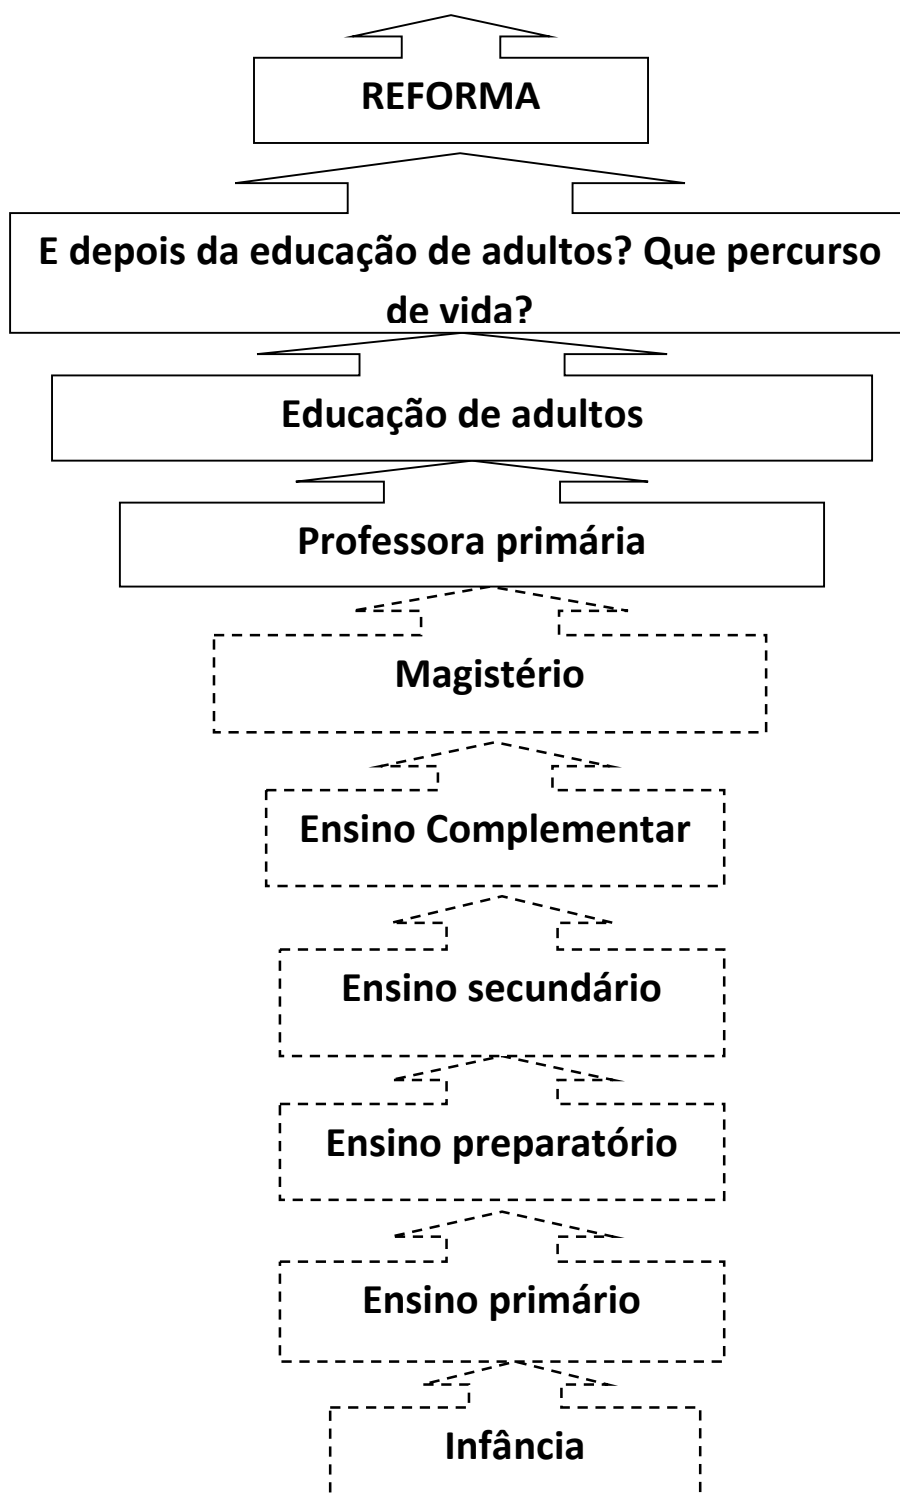 REFORMA
E depois da educação de adultos? Que percurso
de vida?
Educação de adultos
Professora primária
Magistério
Ensino Complementar
Ensino secundário
Ensino preparatório
Ensino primário
Infância